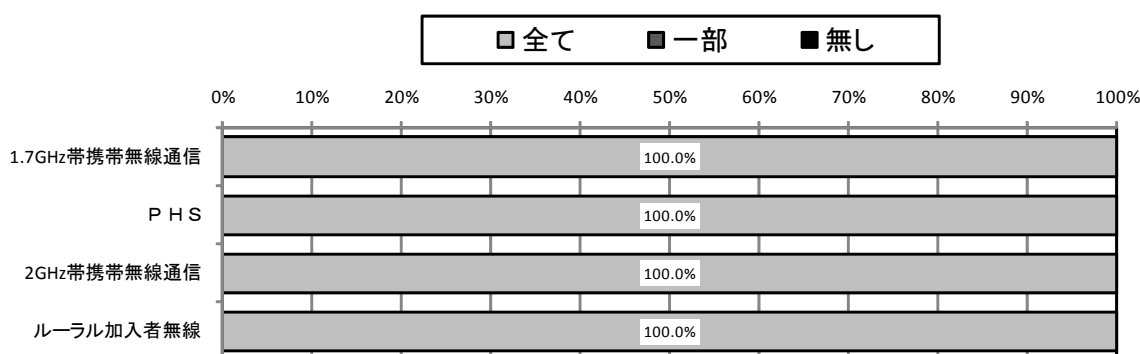 全て 一部 無し
0% 10% 20% 30% 40% 50% 60% 70% 80% 90% 100%
1.7GHz帯携帯無線通信 100.0%
ＰＨＳ 100.0%
2GHz帯携帯無線通信 100.0%
ルーラル加入者無線 100.0%